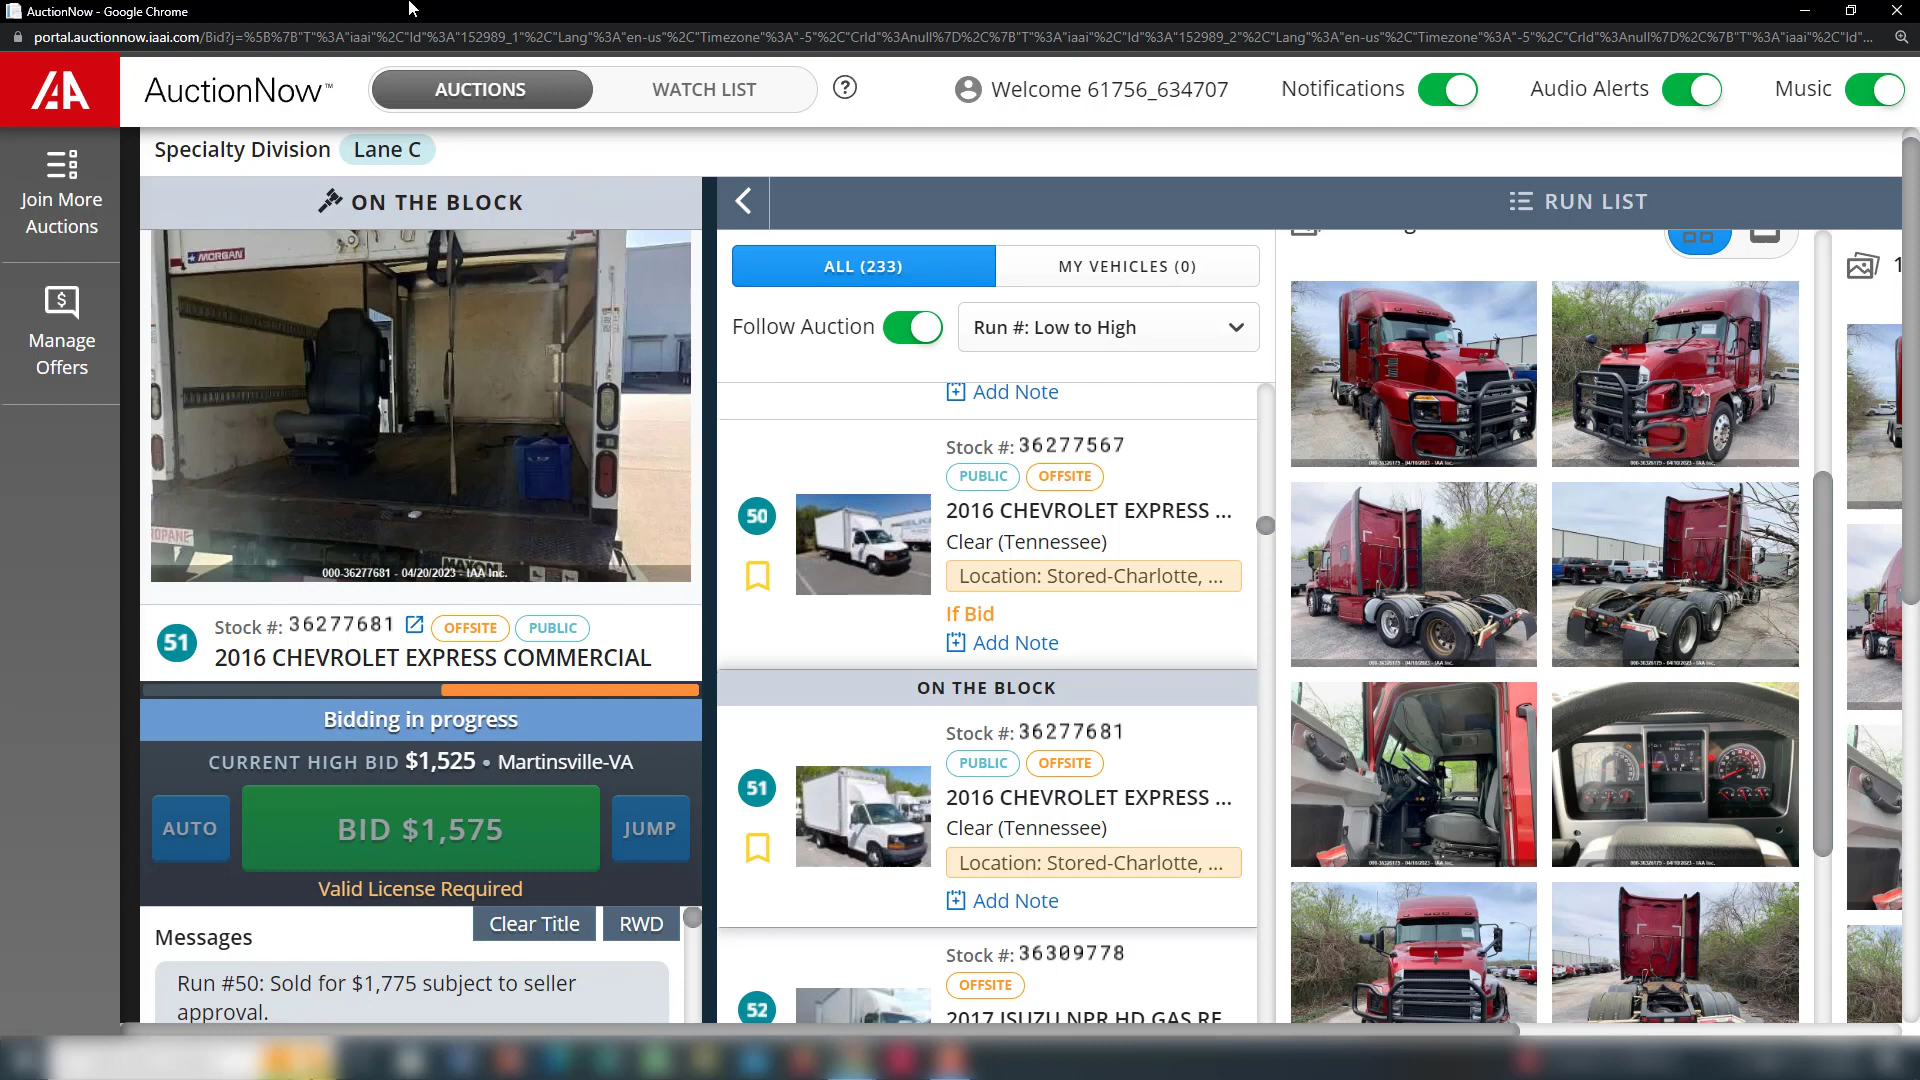 AuctionNow - Google Chrome
portal.auctionnow.iaai.com/Bid?j=%5B%7B"T"%3A"iaai"%2C"Id"%3A"152989_1"%2C"Lang"%3A"en-us"%2C"Timezone"%3A"-5"%2C"CrId"%3Anull%7D%2C%7B"T"%3A"iaai"%2C"Id"%3A"152989_2"%2C"Lang"%3A"en-us"%2C"Timezone"%3A"-5"%2C"CrId"%3Anull%7D%2C%7B"T"%3A"iaai"%2C"Id"...
IAA
AuctionNow™
AUCTIONS
WATCH LIST
?
Welcome 61756_634707
Notifications
Audio Alerts
Music
Join More
Auctions
Manage
Offers
Specialty Division Lane C
ON THE BLOCK
MORGAN
MAXON
000-36277681 - 04/20/2023 - IAA Inc.
51
Stock #: 36277681 OFFSITE PUBLIC
2016 CHEVROLET EXPRESS COMMERCIAL
Bidding in progress
CURRENT HIGH BID $1,525 • Martinsville-VA
AUTO
BID $1,575
JUMP
Valid License Required
Clear Title
RWD
Messages
Run #50: Sold for $1,775 subject to seller
approval.
RUN LIST
ALL (233)
MY VEHICLES (0)
Follow Auction
Run #: Low to High
Add Note
50
Stock #: 36277567
PUBLIC OFFSITE
2016 CHEVROLET EXPRESS ...
Clear (Tennessee)
Location: Stored-Charlotte, ...
If Bid
Add Note
ON THE BLOCK
51
Stock #: 36277681
PUBLIC OFFSITE
2016 CHEVROLET EXPRESS ...
Clear (Tennessee)
Location: Stored-Charlotte, ...
Add Note
52
Stock #: 36309778
OFFSITE
2017 ISUZU NPR HD GAS RE